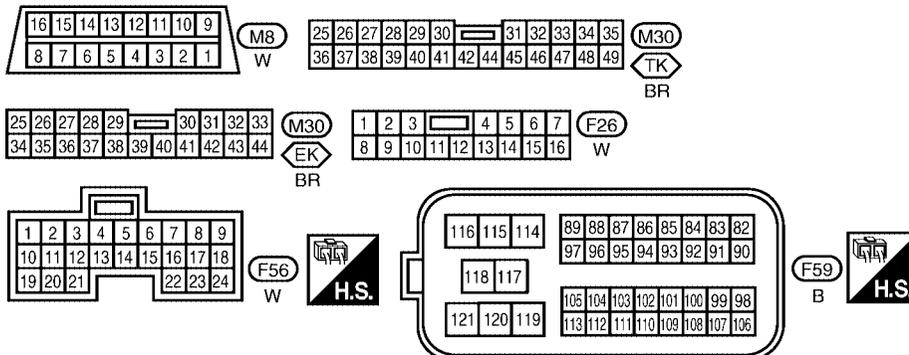 16 15 14 13 12 11 10 9
8 7 6 5 4 3 2 1
M8
W
25 26 27 28 29 30 31 32 33 34 35
36 37 38 39 40 41 42 44 45 46 47 48 49
M30
TK
BR
25 26 27 28 29 30 31 32 33
34 35 36 37 38 39 40 41 42 43 44
M30
EK
BR
1 2 3 4 5 6 7
8 9 10 11 12 13 14 15 16
F26
W
1 2 3 4 5 6 7 8 9
10 11 12 13 14 15 16 17 18
19 20 21 22 23 24
F56
W
H.S.
116 115 114
89 88 87 86 85 84 83 82
97 96 95 94 93 92 91 90
118 117
105 104 103 102 101 100 99 98
121 120 119
113 112 111 110 109 108 107 106
F59
B
H.S.